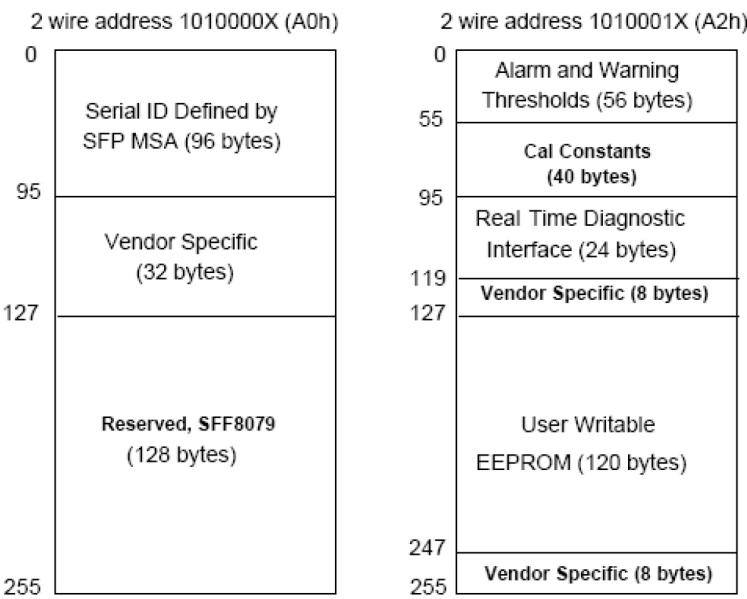 2 wire address 1010000X (A0h)
0
Serial ID Defined by
SFP MSA (96 bytes)
95
Vendor Specific
(32 bytes)
127
Reserved, SFF8079
(128 bytes)
255
2 wire address 1010001X (A2h)
0
Alarm and Warning
Thresholds (56 bytes)
55
Cal Constants
(40 bytes)
95
Real Time Diagnostic
Interface (24 bytes)
119
Vendor Specific (8 bytes)
127
User Writable
EEPROM (120 bytes)
247
Vendor Specific (8 bytes)
255